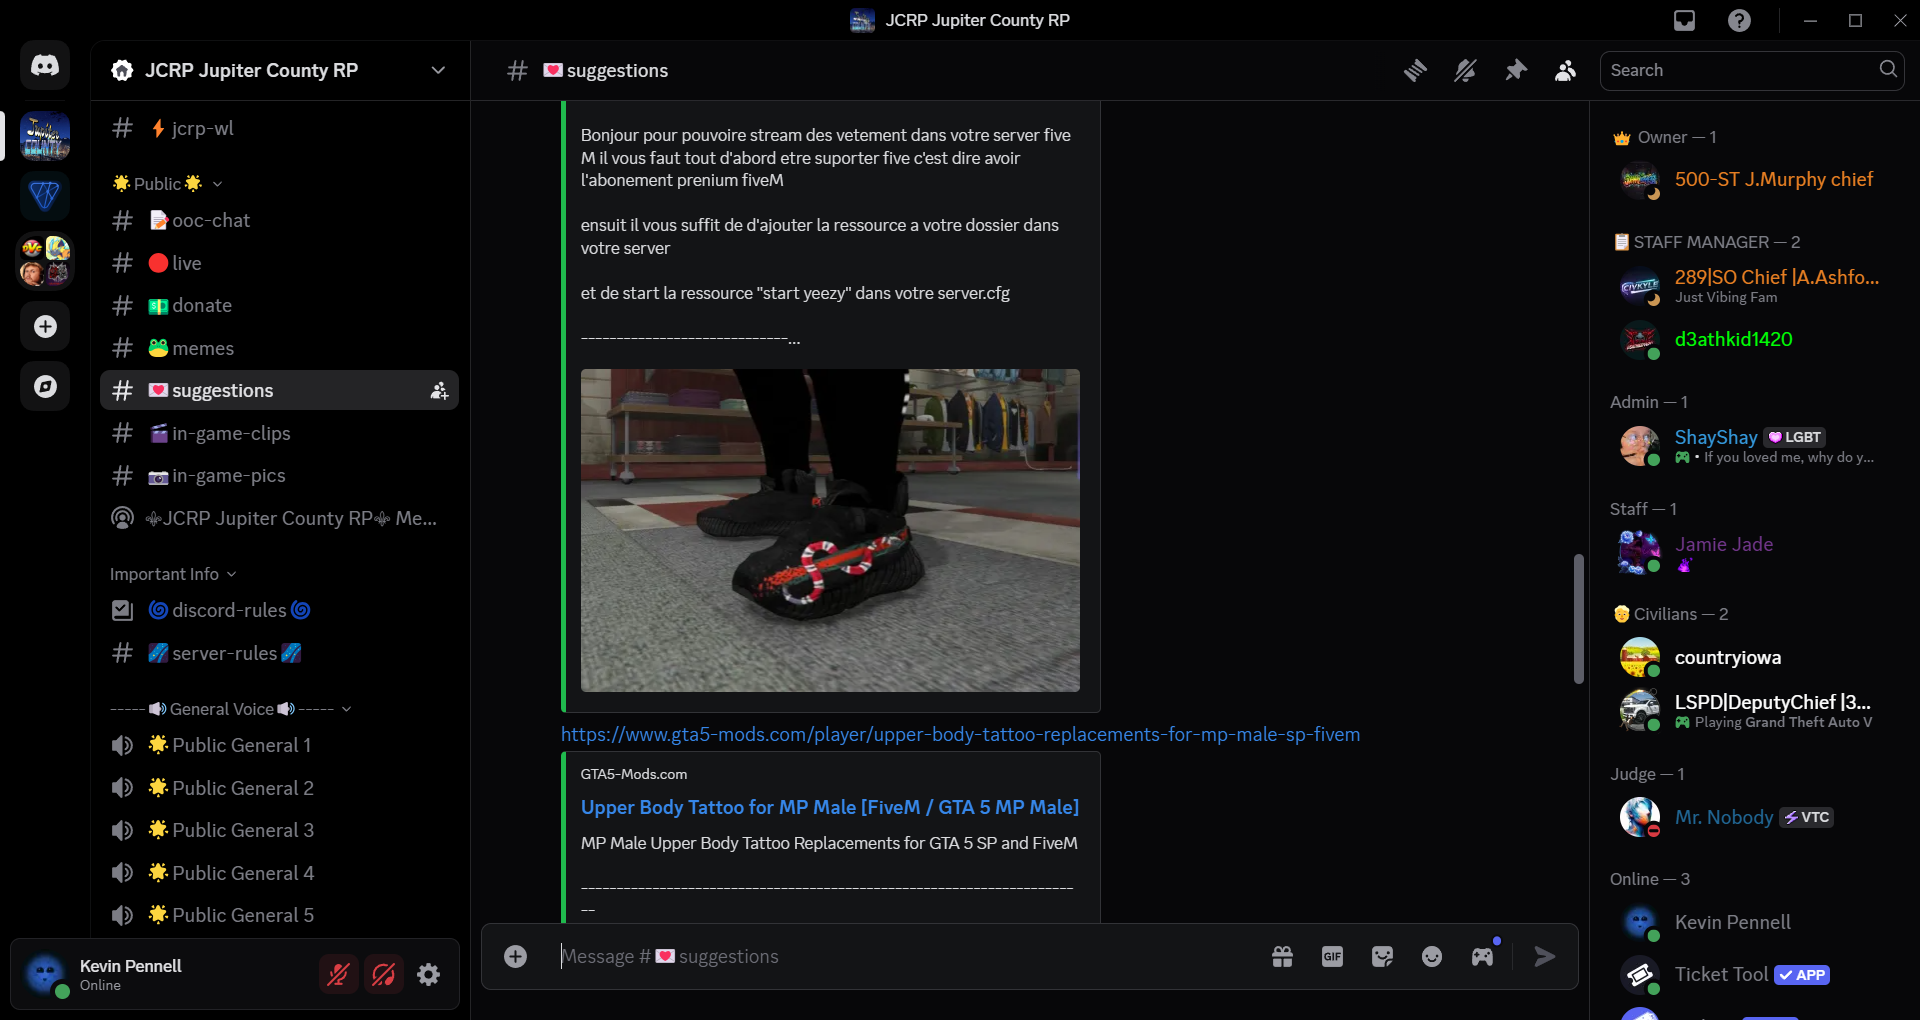 JCRP Jupiter County RP
JCRP Jupiter County RP
jcrp-wl
Public
ooc-chat
live
donate
memes
suggestions
in-game-clips
in-game-pics
JCRP Jupiter County RP Me...
Important Info
discord-rules
server-rules
----- General Voice -----
Public General 1
Public General 2
Public General 3
Public General 4
Public General 5
Kevin Pennell
Online
suggestions
Search
Bonjour pour pouvoire stream des vetement dans votre server five
M il vous faut tout d'abord etre suporter five c'est dire avoir
l'abonement prenium fiveM
ensuit il vous suffit de d'ajouter la ressource a votre dossier dans
votre server
et de start la ressource "start yeezy" dans votre server.cfg
-----------------------------...
https://www.gta5-mods.com/player/upper-body-tattoo-replacements-for-mp-male-sp-fivem
GTA5-Mods.com
Upper Body Tattoo for MP Male [FiveM / GTA 5 MP Male]
MP Male Upper Body Tattoo Replacements for GTA 5 SP and FiveM
---------------------------------------------------------------------
--
Message # suggestions
GIF
Owner — 1
500-ST J.Murphy chief
STAFF MANAGER — 2
289|SO Chief |A.Ashfo...
Just Vibing Fam
d3athkid1420
Admin — 1
ShayShay LGBT
• If you loved me, why do y...
Staff — 1
Jamie Jade
Civilians — 2
countryiowa
LSPD|DeputyChief |3...
Playing Grand Theft Auto V
Judge — 1
Mr. Nobody VTC
Online — 3
Kevin Pennell
Ticket Tool APP